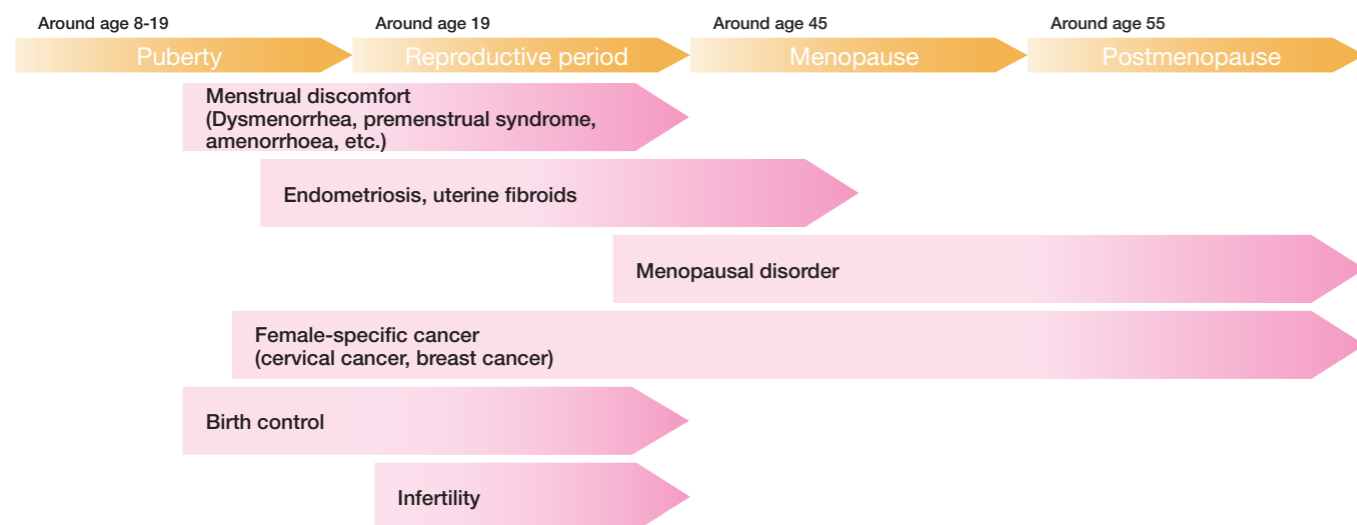 Around age 8-19
Around age 19
Around age 45
Around age 55
Puberty
Reproductive period
Menopause
Postmenopause
Menstrual discomfort
(Dysmenorrhea, premenstrual syndrome,
amenorrhoea, etc.)
Endometriosis, uterine fibroids
Menopausal disorder
Female-specific cancer
(cervical cancer, breast cancer)
Birth control
Infertility